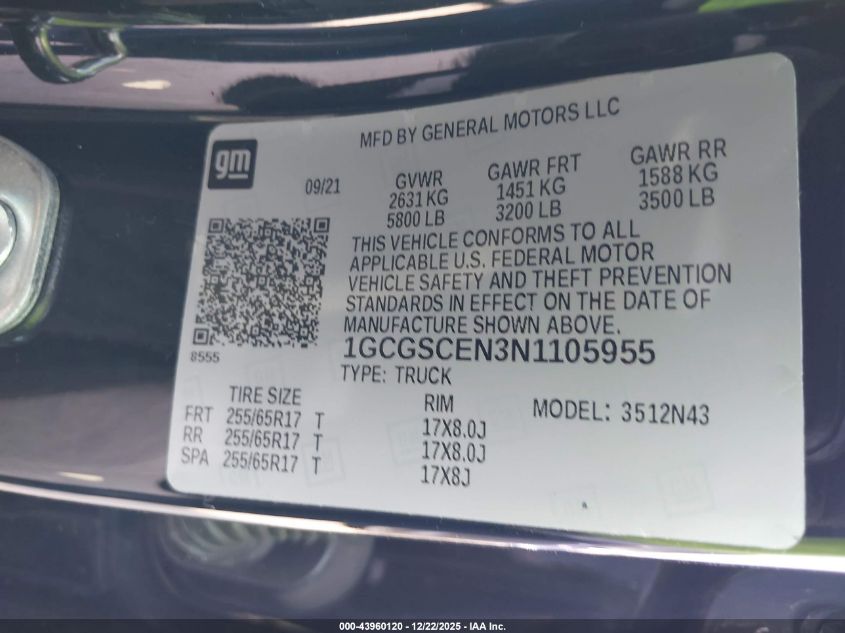 MFD BY GENERAL MOTORS LLC
gm
09/21
GVWR
2631 KG
5800 LB
GAWR FRT
1451 KG
3200 LB
GAWR RR
1588 KG
3500 LB
THIS VEHICLE CONFORMS TO ALL
APPLICABLE U.S. FEDERAL MOTOR
VEHICLE SAFETY AND THEFT PREVENTION
STANDARDS IN EFFECT ON THE DATE OF
MANUFACTURE SHOWN ABOVE.
8555
1GCGSCEN3N1105955
TYPE: TRUCK
TIRE SIZE RIM MODEL: 3512N43
FRT 255/65R17 T 17X8.0J
RR 255/65R17 T 17X8.0J
SPA 255/65R17 T 17X8J
000-43960120 - 12/22/2025 - IAA Inc.